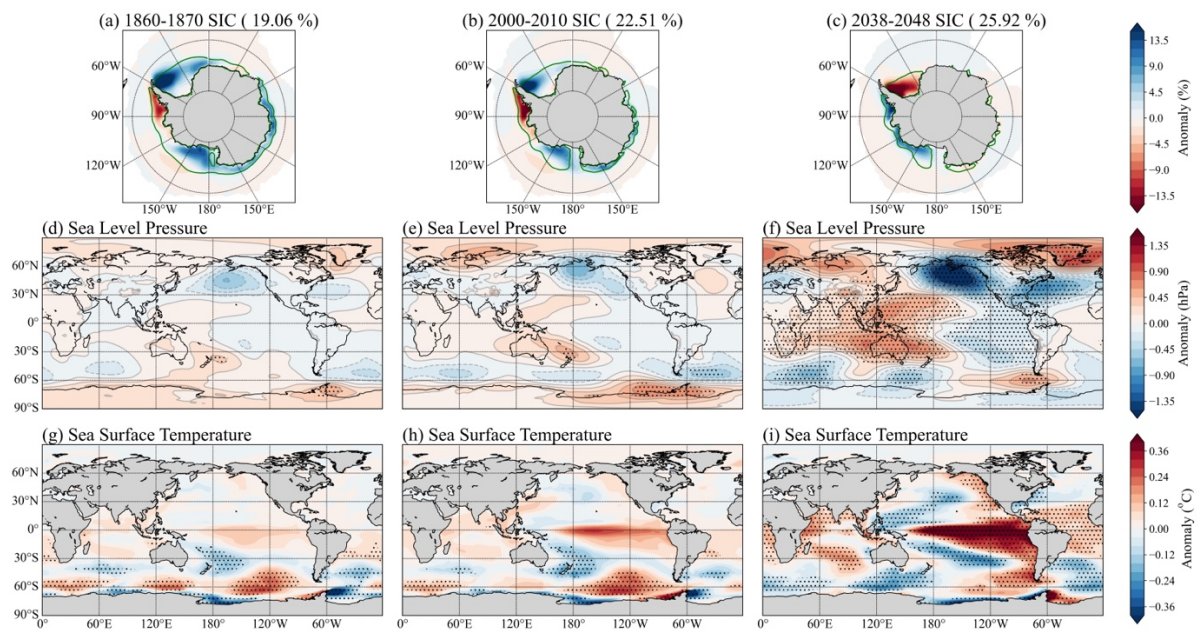 (a) 1860-1870 SIC ( 19.06 %)
(b) 2000-2010 SIC ( 22.51 %)
(c) 2038-2048 SIC ( 25.92 %)
60°W
90°W
120°W
150°W 180° 150°E
60°W
90°W
120°W
150°W 180° 150°E
60°W
90°W
120°W
150°W 180° 150°E
13.5
9.0
4.5
0.0
−4.5
−9.0
−13.5
Anomaly (%)
(d) Sea Level Pressure
(e) Sea Level Pressure
(f) Sea Level Pressure
60°N
30°N
0°
30°S
60°S
90°S
1.35
0.90
0.45
0.00
−0.45
−0.90
−1.35
Anomaly (hPa)
(g) Sea Surface Temperature
(h) Sea Surface Temperature
(i) Sea Surface Temperature
60°N
30°N
0°
30°S
60°S
90°S
0 60°E 120°E 180° 120°W 60°W
0 60°E 120°E 180° 120°W 60°W
0 60°E 120°E 180° 120°W 60°W
0.36
0.24
0.12
0.00
−0.12
−0.24
−0.36
Anomaly (°C)